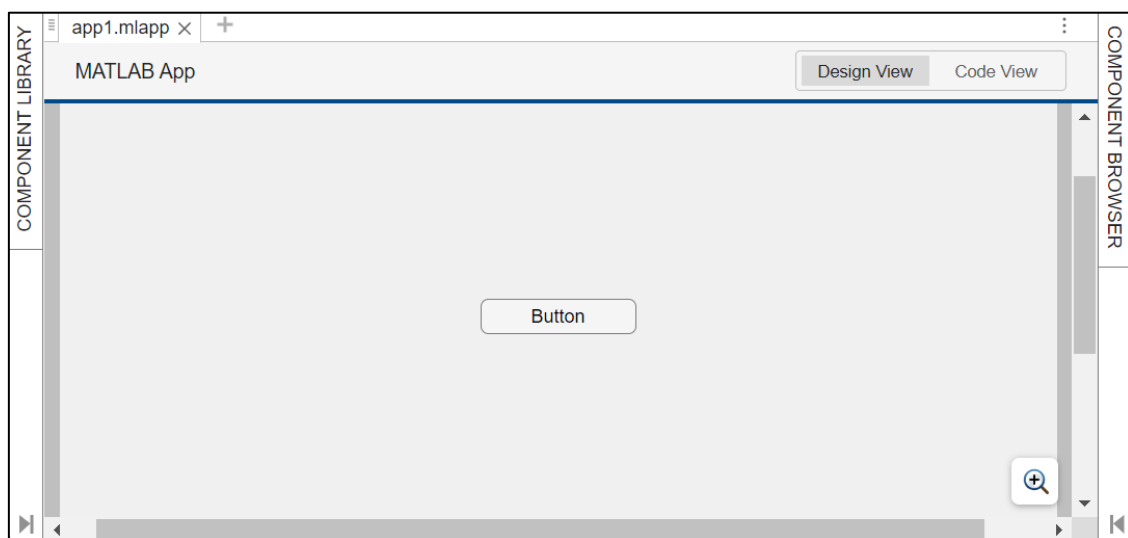 COMPONENT LIBRARY
app1.mlapp
MATLAB App
Design View
Code View
Button
COMPONENT BROWSER